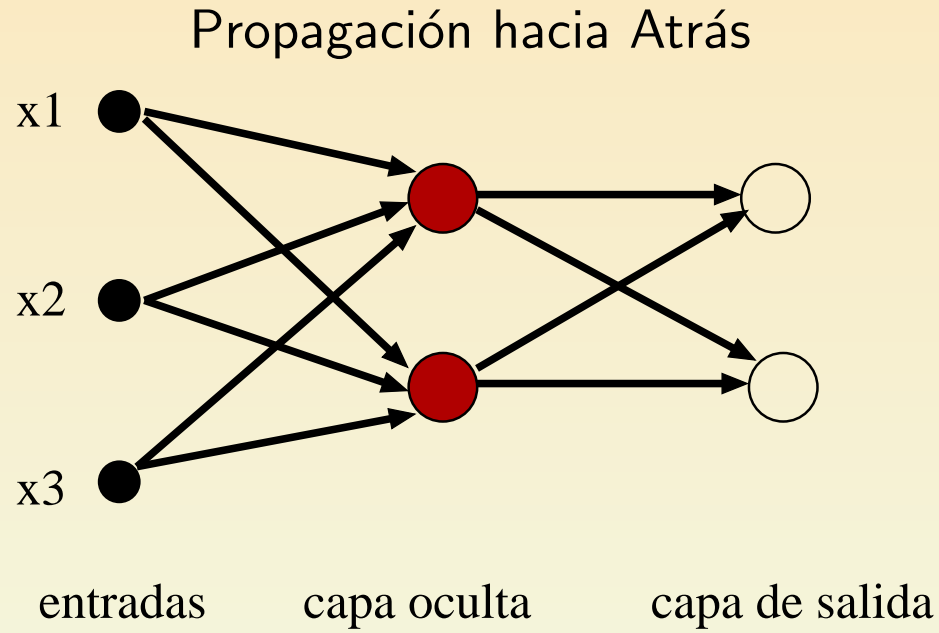 Propagación hacia Atrás
x1
x2
x3
entradas capa oculta capa de salida